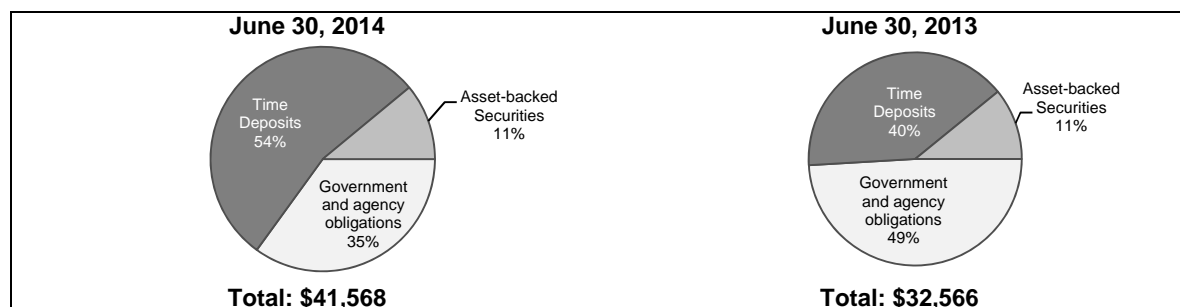 June 30, 2014
Time
Deposits
54%
Asset-backed
Securities
11%
Government
and agency
obligations
35%
Total: $41,568
June 30, 2013
Time
Deposits
40%
Asset-backed
Securities
11%
Government
and agency
obligations
49%
Total: $32,566